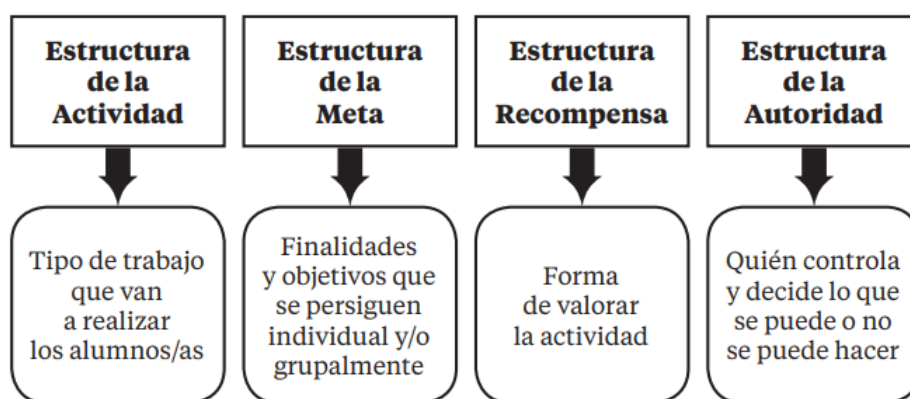 Estructura
de la
Actividad
Estructura
de la
Meta
Estructura
de la
Recompensa
Estructura
de la
Autoridad
Tipo de trabajo
que van
a realizar
los alumnos/as
Finalidades
y objetivos que
se persiguen
individual y/o
grupalmente
Forma
de valorar
la actividad
Quién controla
y decide lo que
se puede o no
se puede hacer